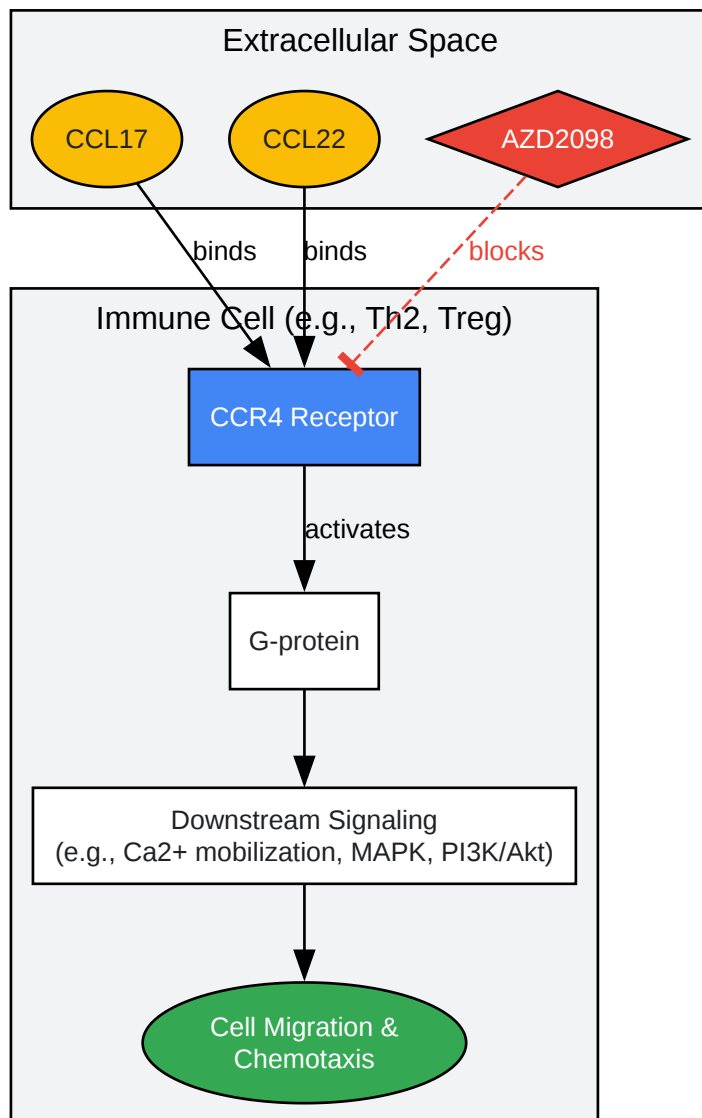 Extracellular Space
CCL17
CCL22
AZD2098
binds
binds
blocks
Immune Cell (e.g., Th2, Treg)
CCR4 Receptor
activates
G-protein
Downstream Signaling
(e.g., Ca2+ mobilization, MAPK, PI3K/Akt)
Cell Migration &
Chemotaxis